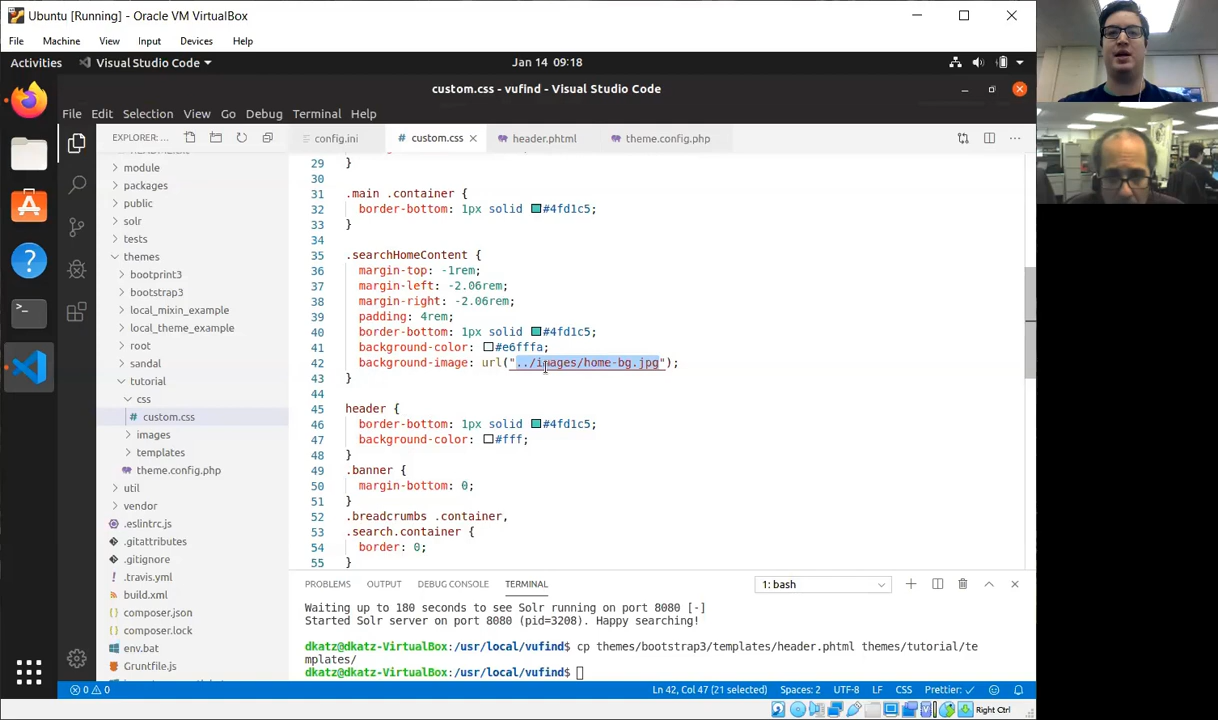 Ubuntu [Running] - Oracle VM VirtualBox
File Machine View Input Devices Help
Activities Visual Studio Code Jan 14 09:18
custom.css - vufind - Visual Studio Code
File Edit Selection View Go Debug Terminal Help
EXPLORER: ...
config.ini # custom.css header.phtml theme.config.php
module
packages
public
solr
tests
themes
bootprint3
bootstrap3
local_mixin_example
local_theme_example
root
sandal
tutorial
css
# custom.css
images
templates
theme.config.php
util
vendor
.eslintrc.js
.gitattributes
.gitignore
.travis.yml
build.xml
composer.json
composer.lock
env.bat
Gruntfile.js
29 }
30
31 .main .container {
32 border-bottom: 1px solid #4fd1c5;
33 }
34
35 .searchHomeContent {
36 margin-top: -1rem;
37 margin-left: -2.06rem;
38 margin-right: -2.06rem;
39 padding: 4rem;
40 border-bottom: 1px solid #4fd1c5;
41 background-color: #e6fffa;
42 background-image: url("../images/home-bg.jpg");
43 }
44
45 header {
46 border-bottom: 1px solid #4fd1c5;
47 background-color: #fff;
48 }
49 .banner {
50 margin-bottom: 0;
51 }
52 .breadcrumbs .container,
53 .search.container {
54 border: 0;
55 }
PROBLEMS OUTPUT DEBUG CONSOLE TERMINAL 1: bash
Waiting up to 180 seconds to see Solr running on port 8080 [-]
Started Solr server on port 8080 (pid=3208). Happy searching!
dkatz@dkatz-VirtualBox:/usr/local/vufind$ cp themes/bootstrap3/templates/header.phtml themes/tutorial/te
mplates/
dkatz@dkatz-VirtualBox:/usr/local/vufind$
0 0 Ln 42, Col 47 (21 selected) Spaces: 2 UTF-8 LF CSS Prettier: ✓
Right Ctrl